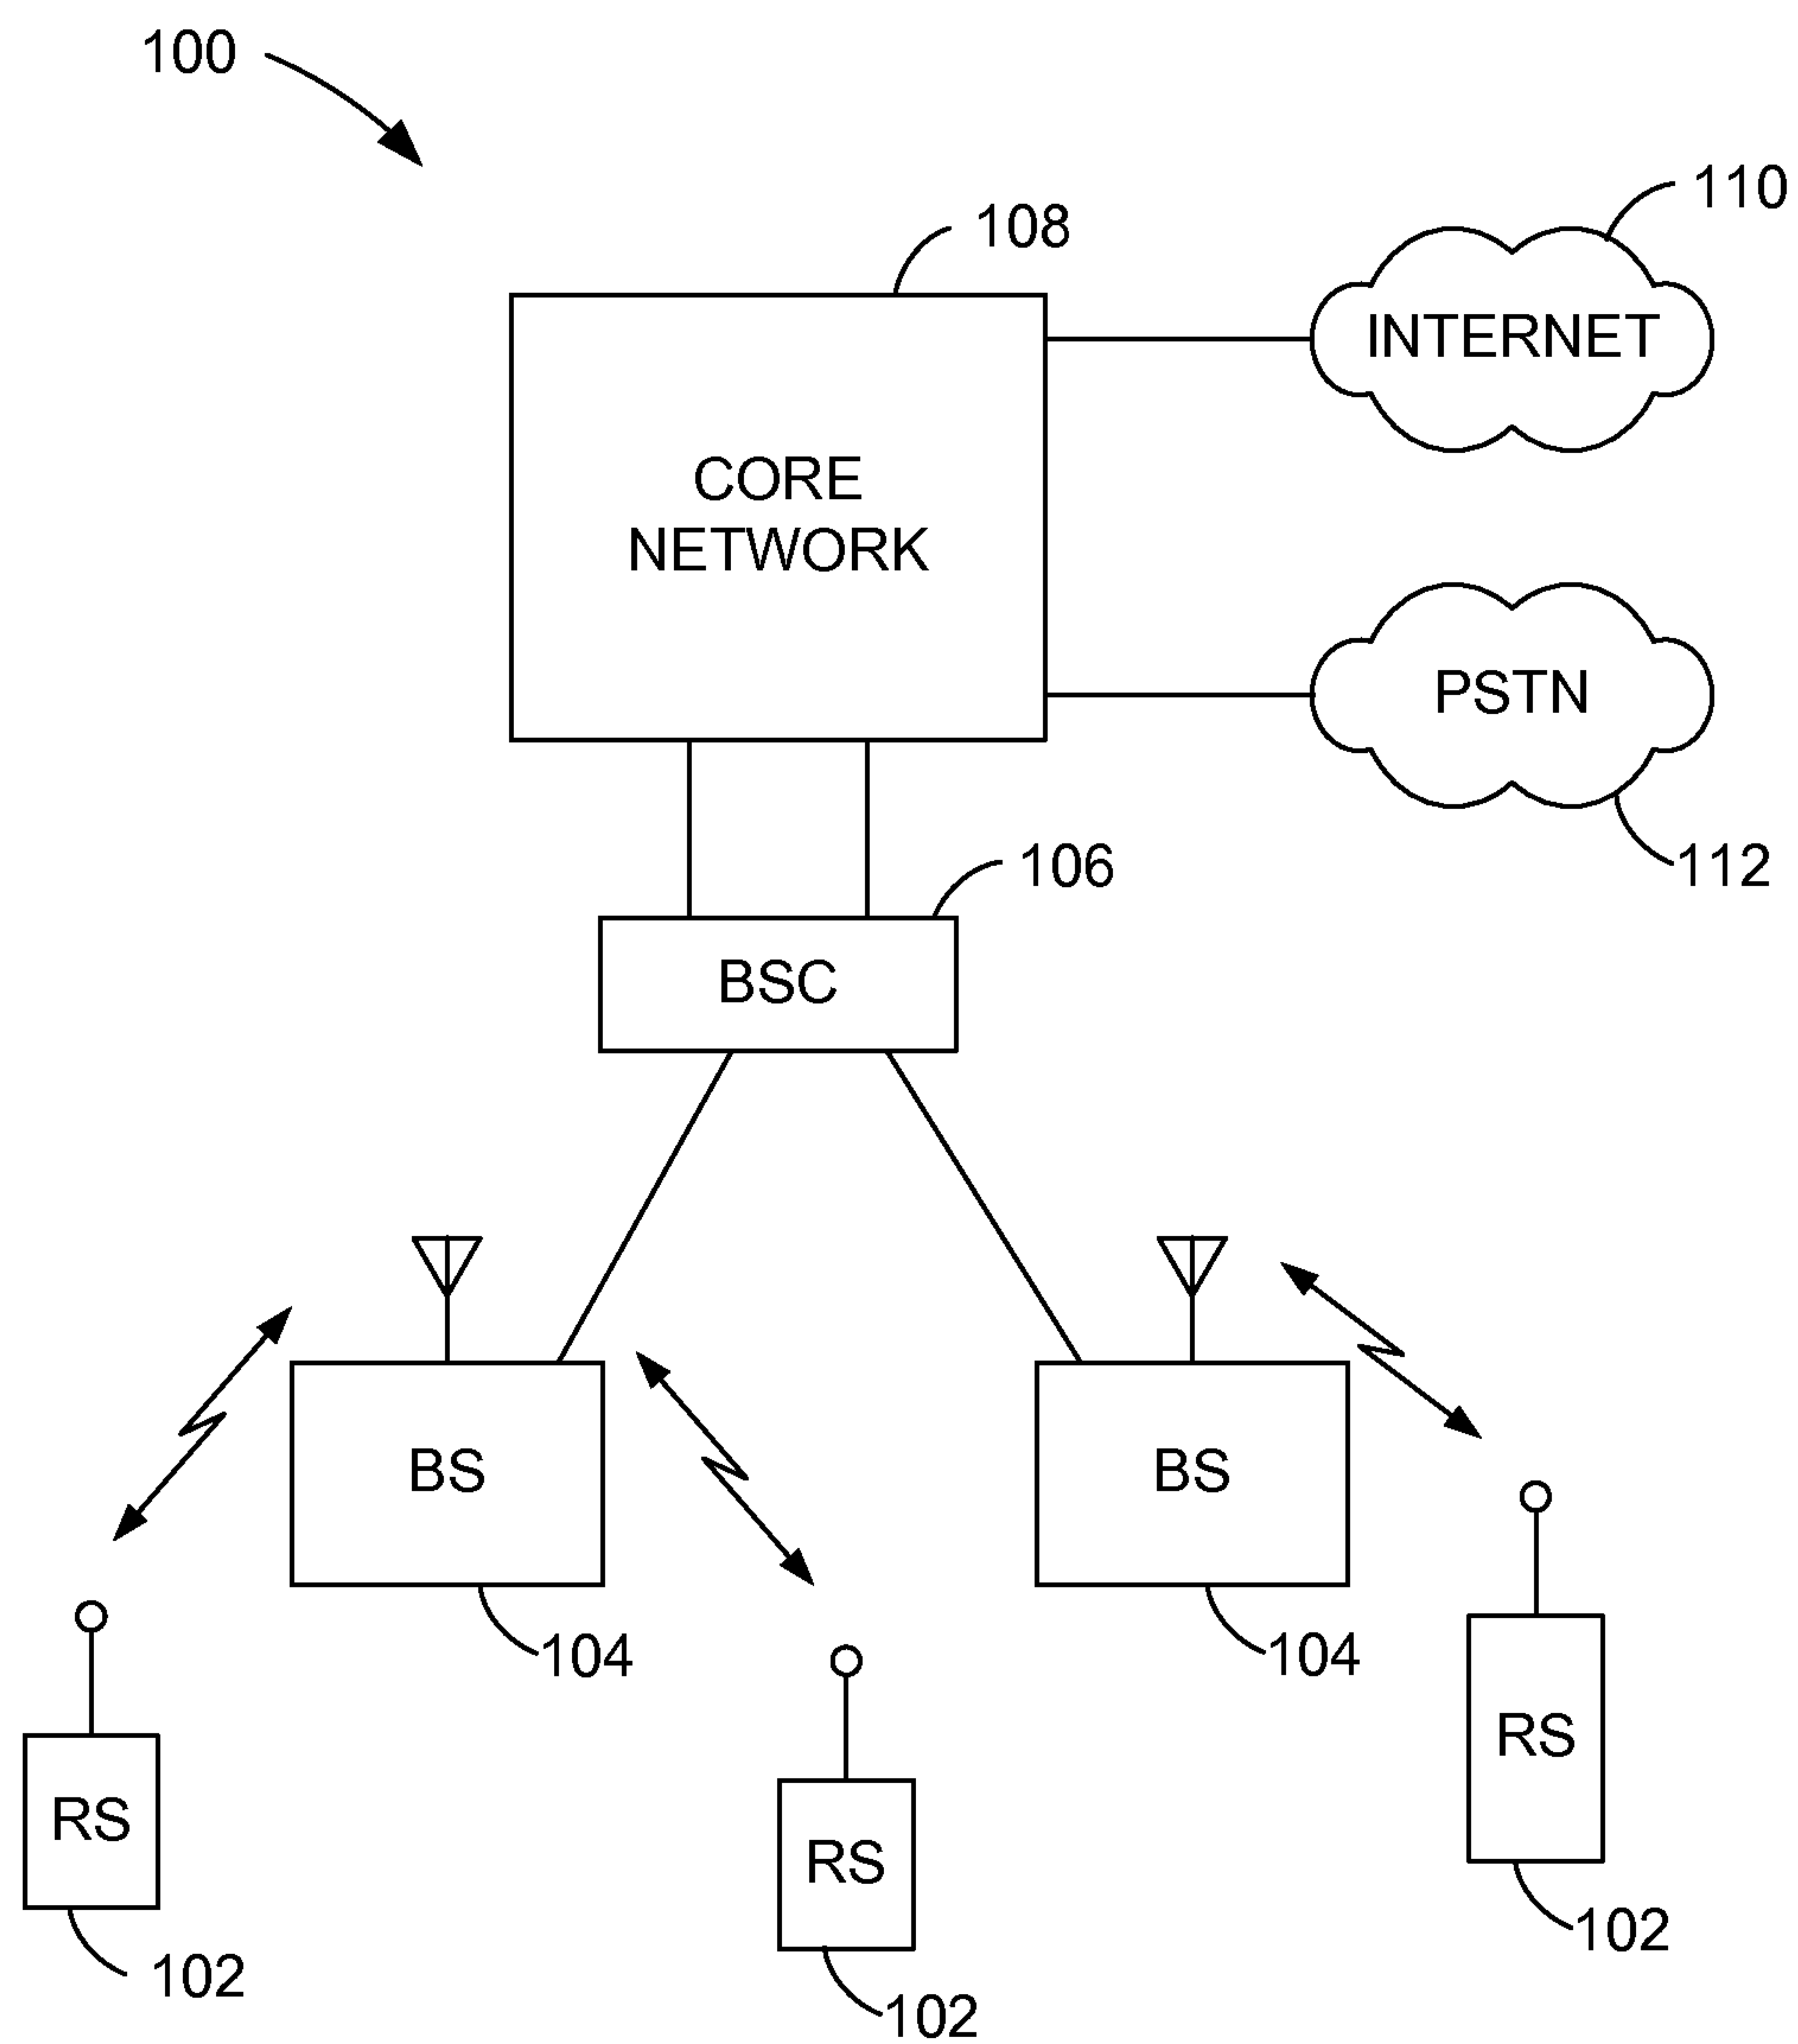 100
110
108
INTERNET
CORE
NETWORK
PSTN
112
106
BSC
BS
BS
104
104
RS
RS
RS
102
102
102